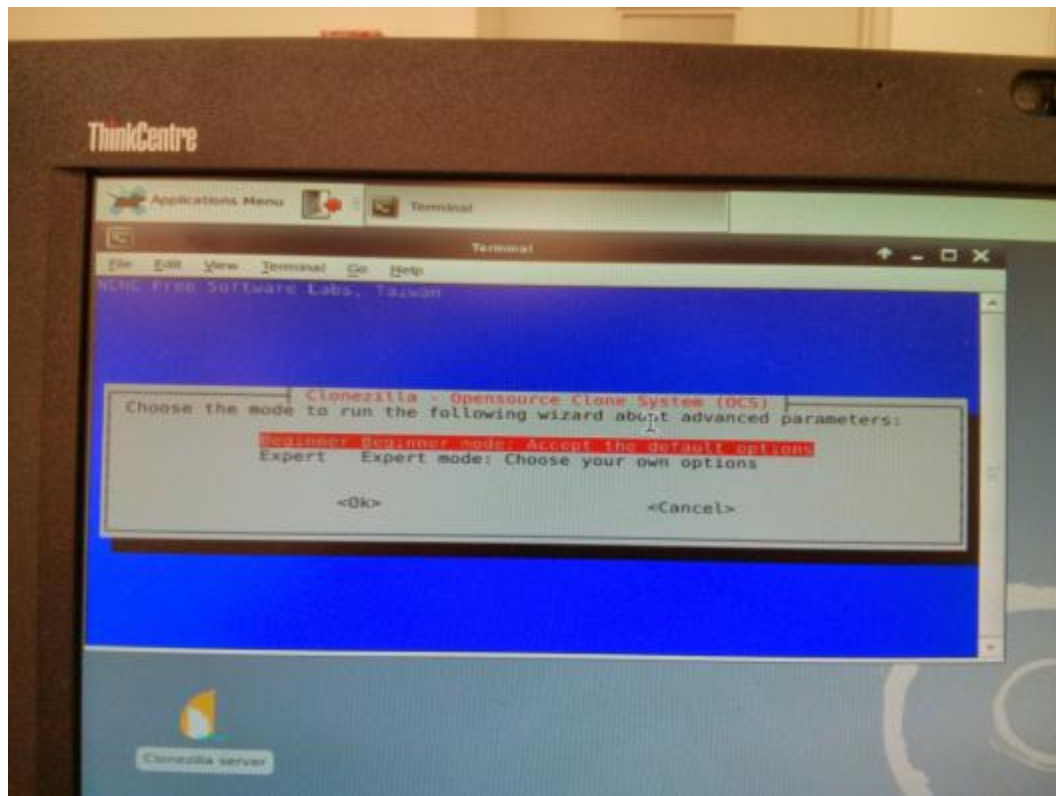 ThinkCentre
Applications Menu
Terminal
Terminal
File Edit View Terminal Go Help
NCHC Free Software Labs, Taiwan
Clonezilla - Opensource Clone System (OCS)
Choose the mode to run the following wizard about advanced parameters:
Beginner Beginner mode: Accept the default options
Expert Expert mode: Choose your own options
<Ok> <Cancel>
Clonezilla server